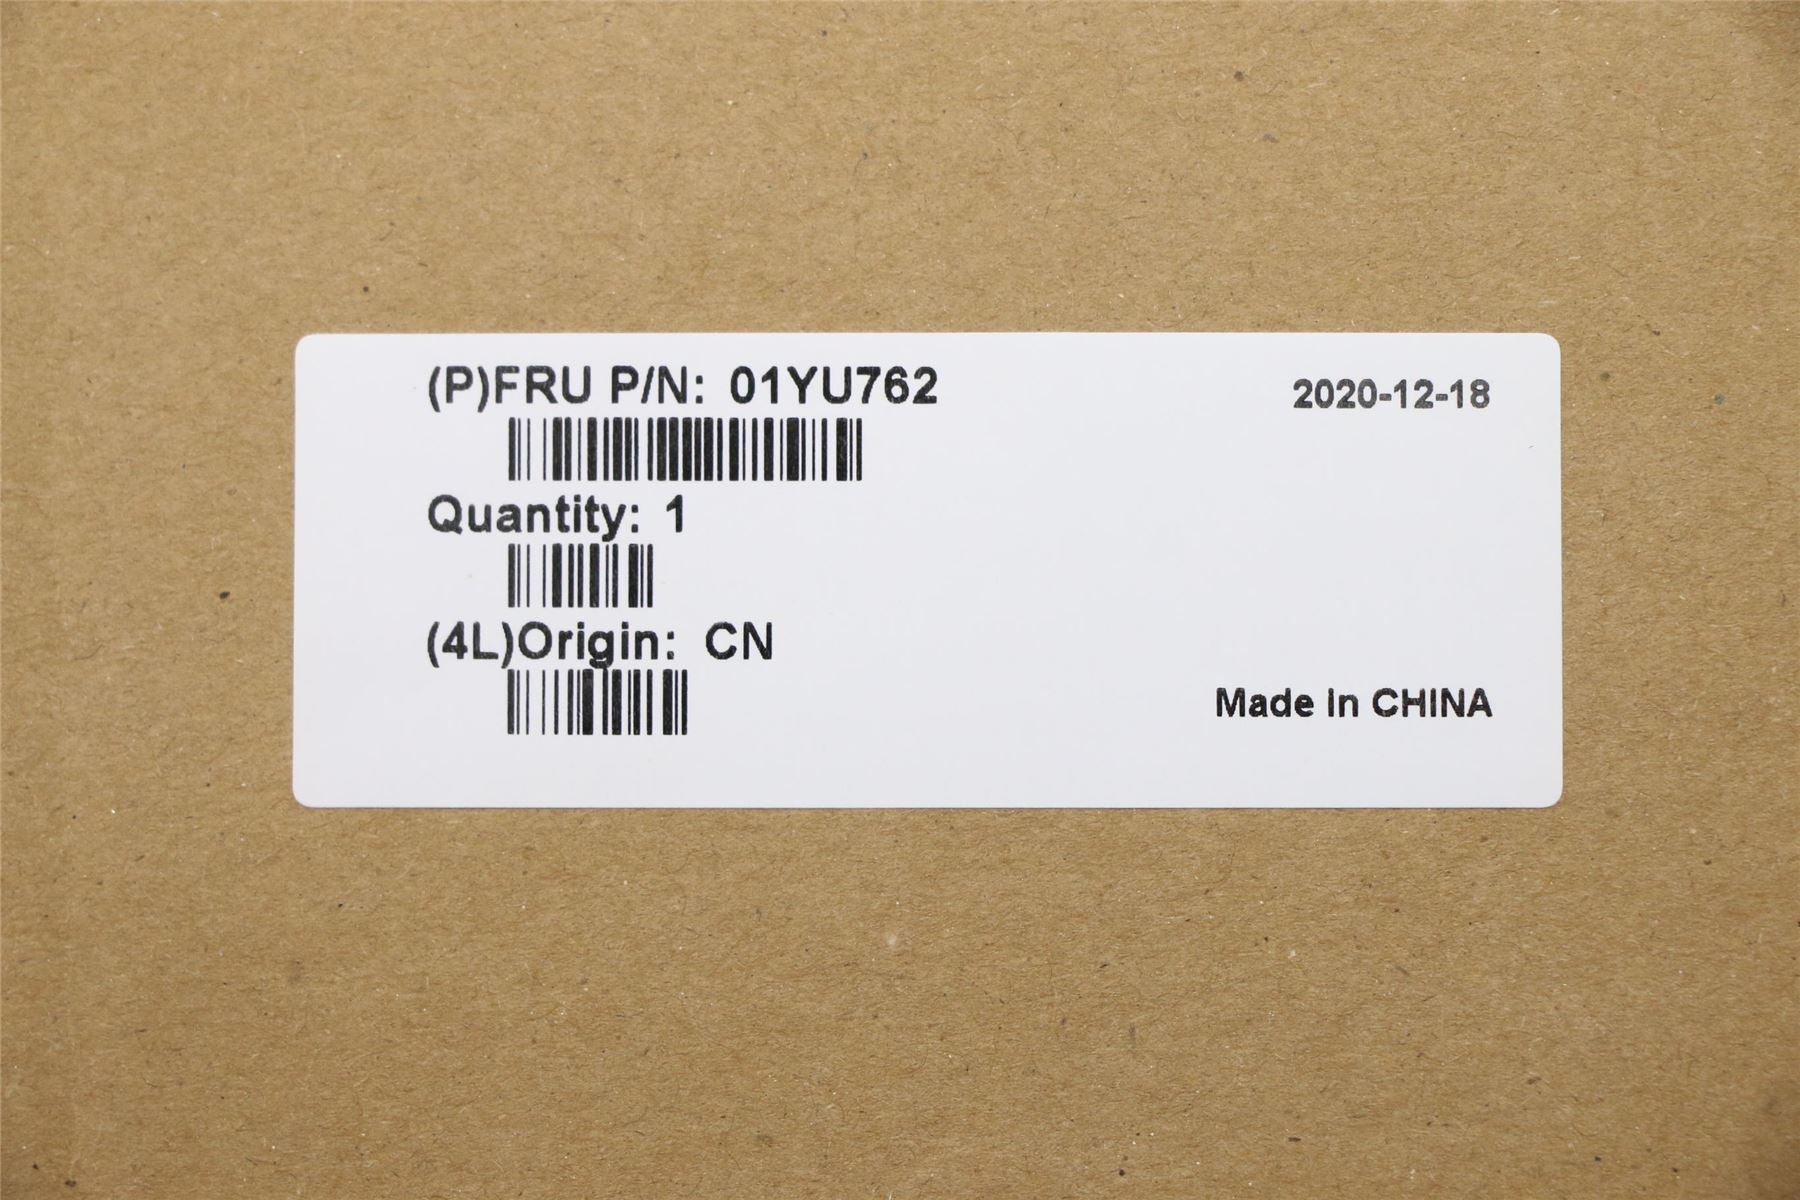 (P)FRU P/N: 01YU762
2020-12-18
Quantity: 1
(4L)Origin: CN
Made in CHINA